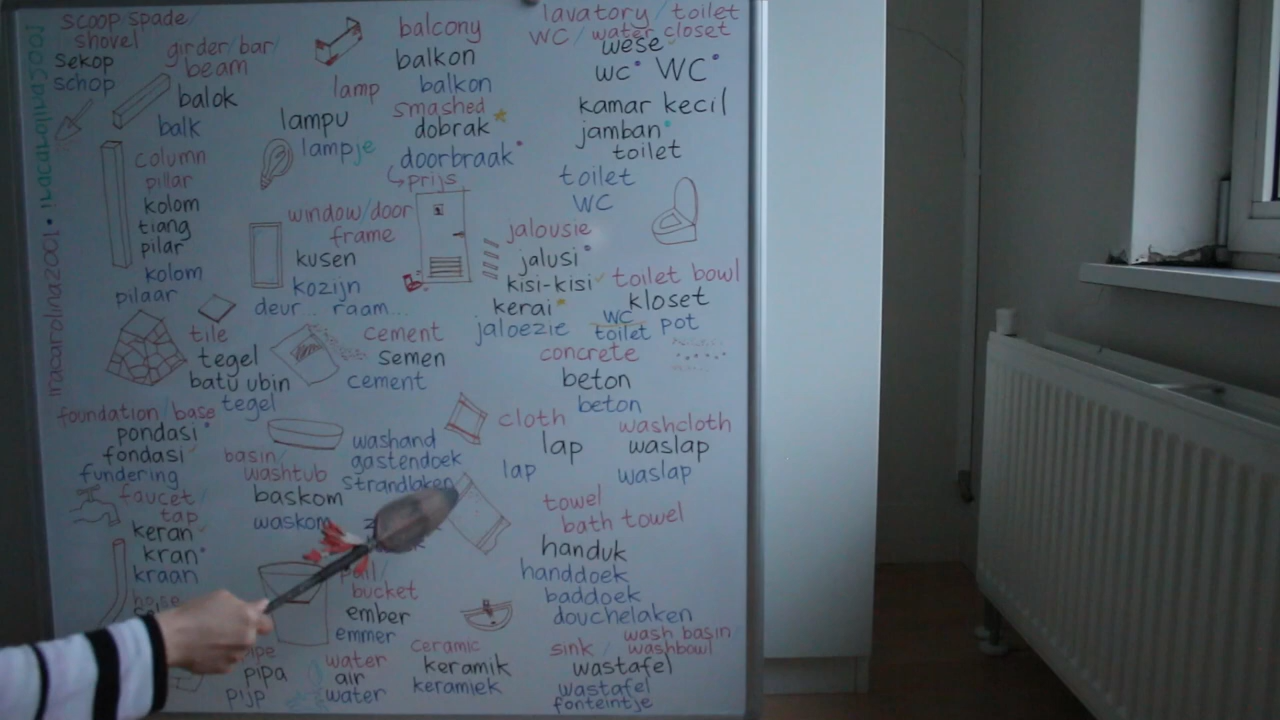 scoop/spade/
shovel
sekop
schop
girder/bar/
beam
balok
balk
lamp
lampu
lampje
balcony
balkon
balkon
smashed
dobrak
doorbraak
prijs
lavatory/toilet
WC/water closet
wese
wc WC
kamar kecil
jamban
toilet
toilet
WC
column
pillar
kolom
tiang
pilar
kolom
pilaar
window/door
frame
kusen
kozijn
deur.. raam...
jalousie
jalusi
kisi-kisi
kerai
jaloezie
toilet bowl
kloset
WC
toilet pot
tile
tegel
batu ubin
tegel
cement
semen
cement
concrete
beton
beton
foundation/base
pondasi
fondasi
fundering
basin/
washtub
baskom
waskom
washand
gastendoek
strandlaken
cloth
lap
lap
washcloth
waslap
waslap
faucet/
tap
keran
kran
kraan
hose
towel
bath towel
handuk
handdoek
baddoek
douchelaken
pail/
bucket
ember
emmer
pipa
pijp
water
air
water
ceramic
keramik
keramiek
sink / wash basin/
washbowl
wastafel
wastafel
fonteintje
iracarolina2001